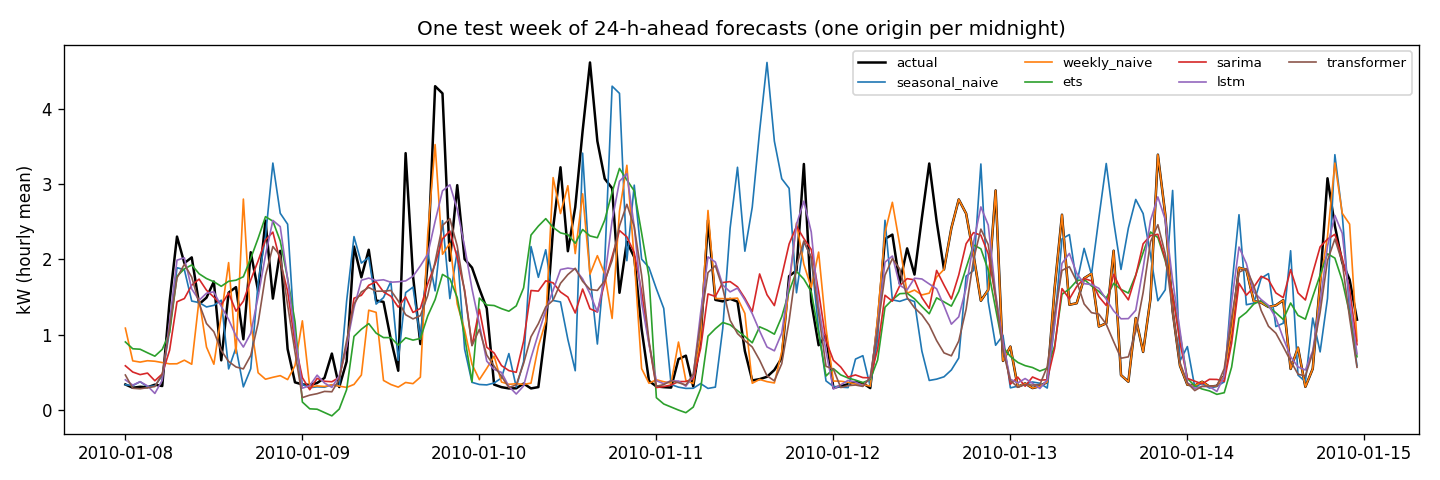 One test week of 24-h-ahead forecasts (one origin per midnight)
actual
seasonal_naive
weekly_naive
ets
sarima
lstm
transformer
kW (hourly mean)
4
3
2
1
0
2010-01-08 2010-01-09 2010-01-10 2010-01-11 2010-01-12 2010-01-13 2010-01-14 2010-01-15